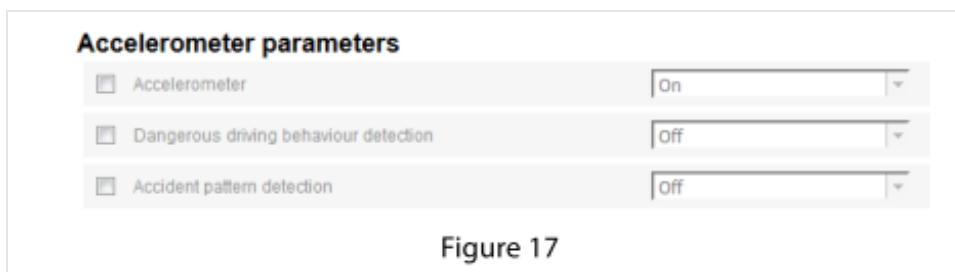 Accelerometer parameters
Accelerometer On
Dangerous driving behaviour detection Off
Accident pattern detection Off
Figure 17